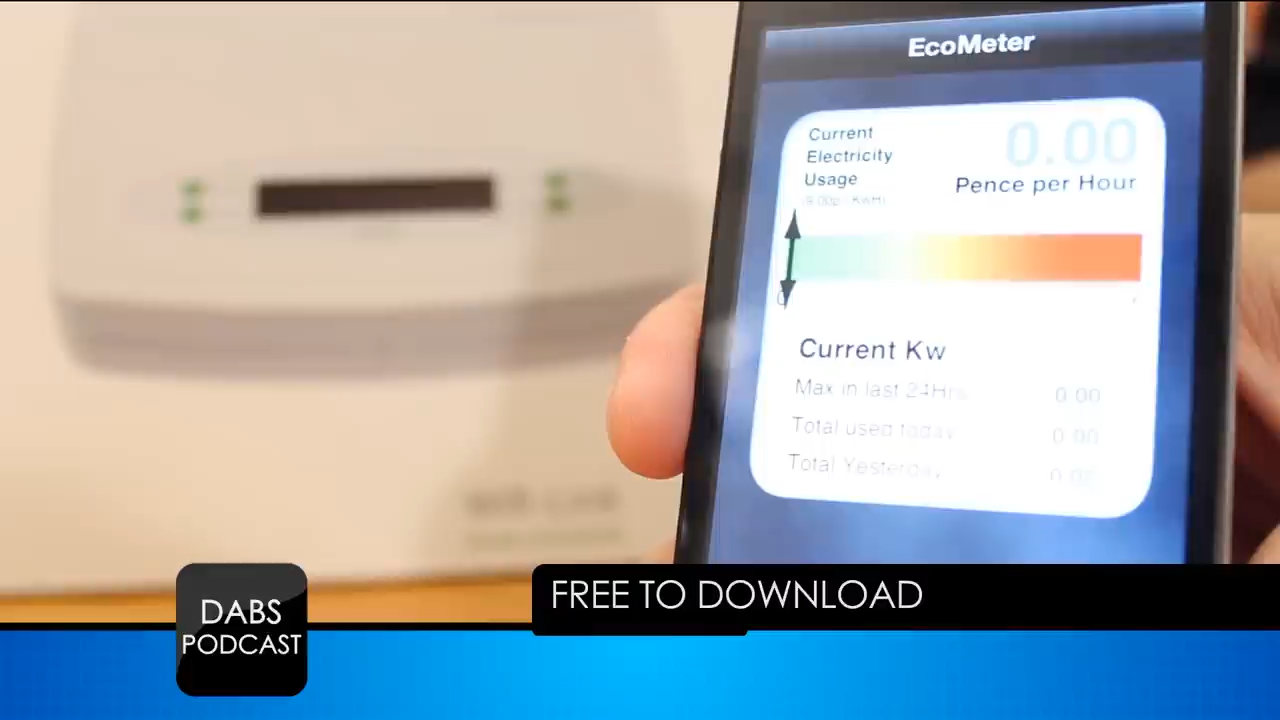 EcoMeter
Current
Electricity
Usage
0.00
Pence per Hour
Current Kw
Max in last 24Hrs
0.00
Total used today
0.00
Total Yesterday
DABS
PODCAST
FREE TO DOWNLOAD